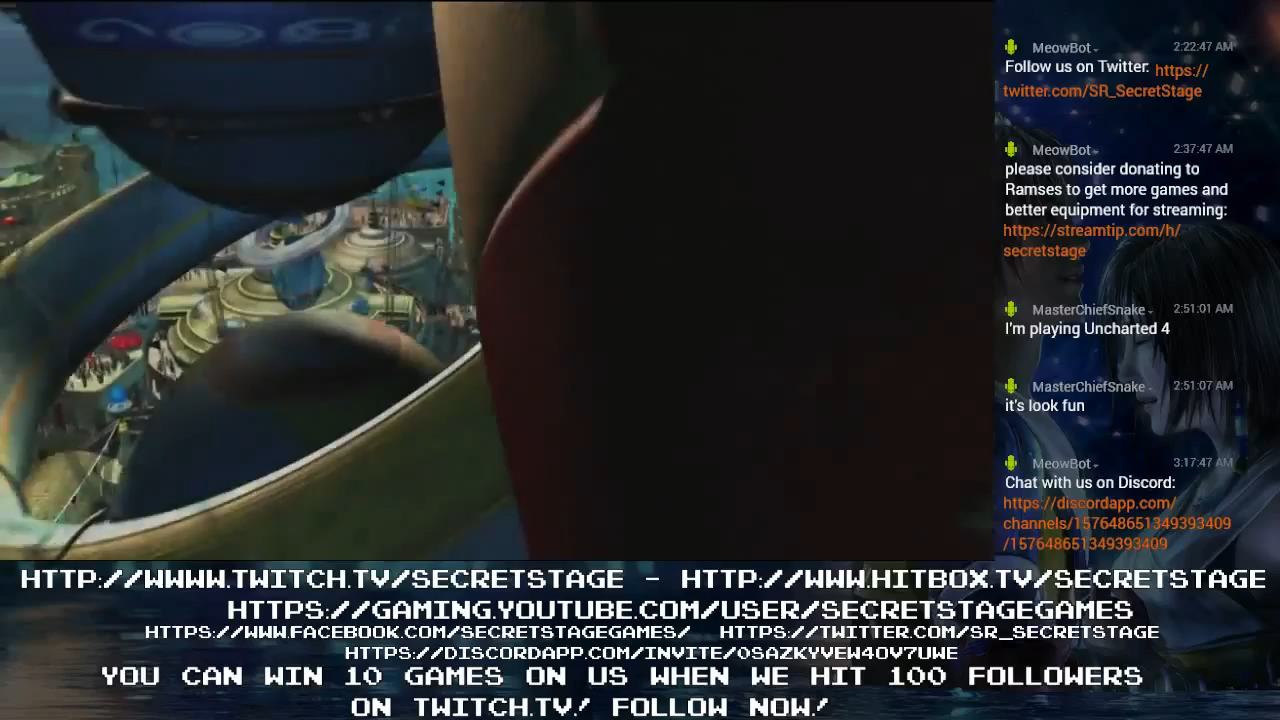 MeowBot 2:22:47 AM
Follow us on Twitter: https://
twitter.com/SR_SecretStage
MeowBot 2:37:47 AM
please consider donating to
Ramses to get more games and
better equipment for streaming:
https://streamtip.com/h/
secretstage
MasterChiefSnake 2:51:01 AM
I'm playing Uncharted 4
MasterChiefSnake 2:51:07 AM
it's look fun
MeowBot 3:17:47 AM
Chat with us on Discord:
https://discordapp.com/
channels/157648651349393409
/157648651349393409
HTTP://WWWW.TWITCH.TV/SECRETSTAGE - HTTP://WWW.HITBOX.TV/SECRETSTAGE
HTTPS://GAMING.YOUTUBE.COM/USER/SECRETSTAGEGAMES
HTTPS://WWW.FACEBOOK.COM/SECRETSTAGEGAMES/ HTTPS://TWITTER.COM/SR_SECRETSTAGE
HTTPS://DISCORDAPP.COM/INVITE/0SAZKYVEW4OV7UWE
YOU CAN WIN 10 GAMES ON US WHEN WE HIT 100 FOLLOWERS
ON TWITCH.TV! FOLLOW NOW!